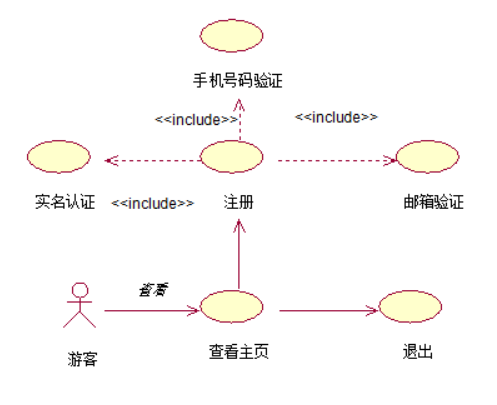 手机号码验证
<<include>>
<<include>>
实名认证
<<include>>
注册
邮箱验证
查看
游客
查看主页
退出